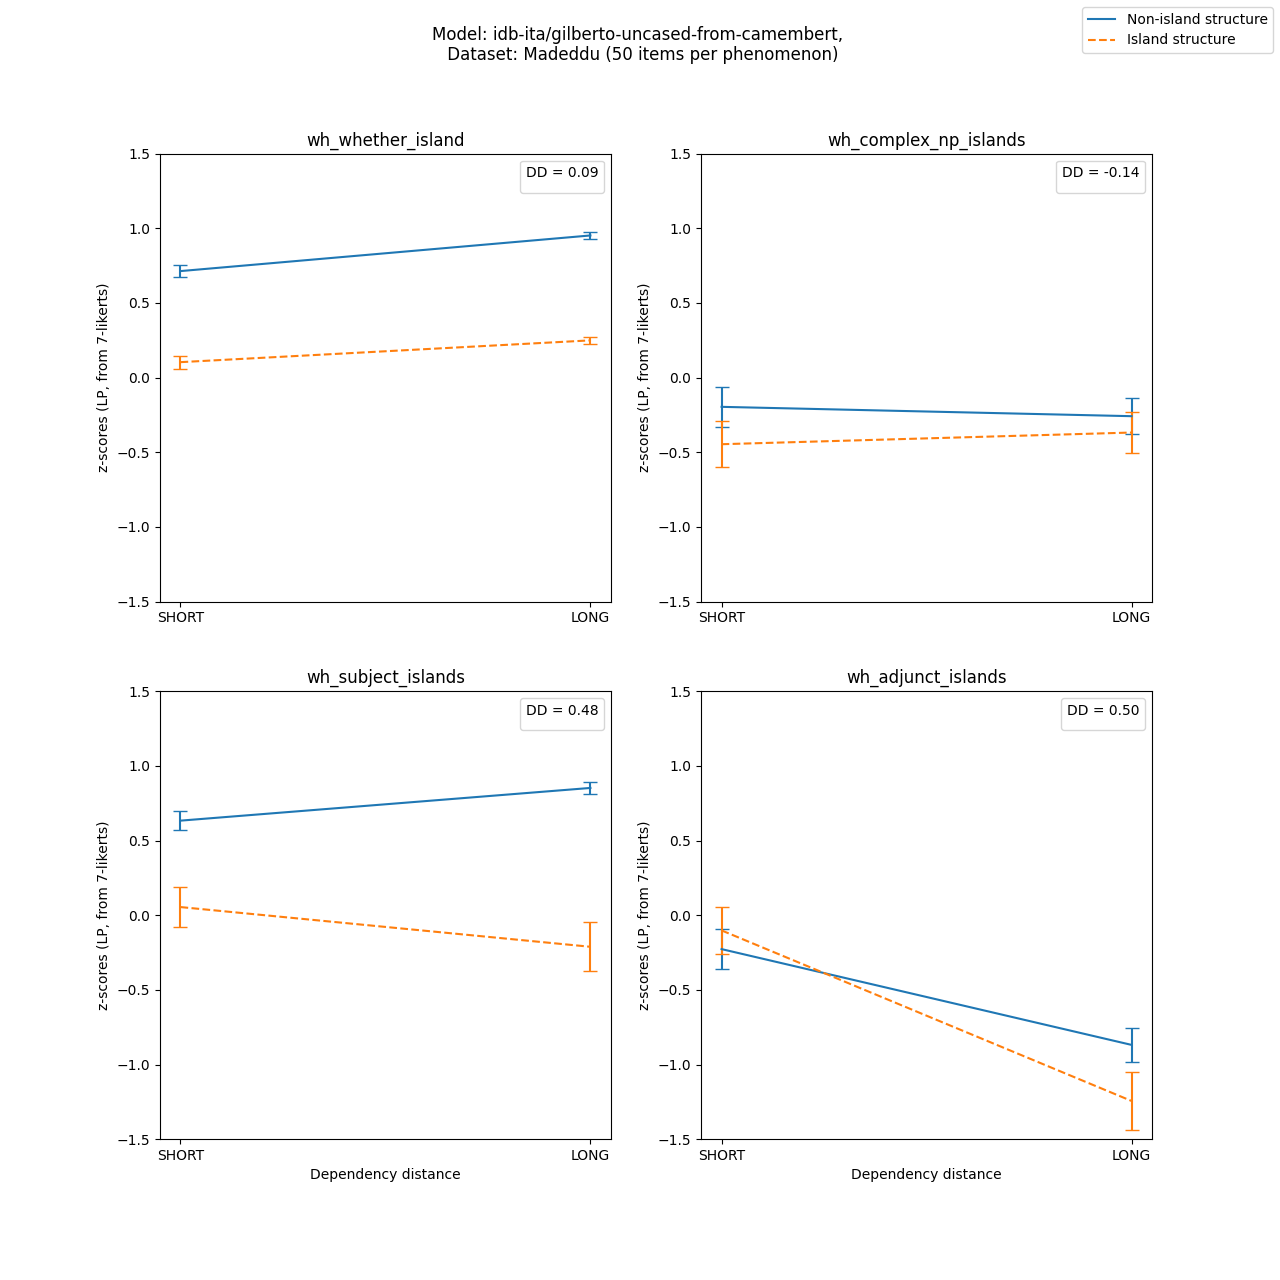 Model: idb-ita/gilberto-uncased-from-camembert,
Dataset: Madeddu (50 items per phenomenon)
Non-island structure
Island structure
wh_whether_island
DD = 0.09
z-scores (LP, from 7-likerts)
1.5
1.0
0.5
0.0
−0.5
−1.0
−1.5
SHORT
LONG
wh_complex_np_islands
DD = -0.14
z-scores (LP, from 7-likerts)
1.5
1.0
0.5
0.0
−0.5
−1.0
−1.5
SHORT
LONG
wh_subject_islands
DD = 0.48
z-scores (LP, from 7-likerts)
1.5
1.0
0.5
0.0
−0.5
−1.0
−1.5
SHORT
LONG
Dependency distance
wh_adjunct_islands
DD = 0.50
z-scores (LP, from 7-likerts)
1.5
1.0
0.5
0.0
−0.5
−1.0
−1.5
SHORT
LONG
Dependency distance